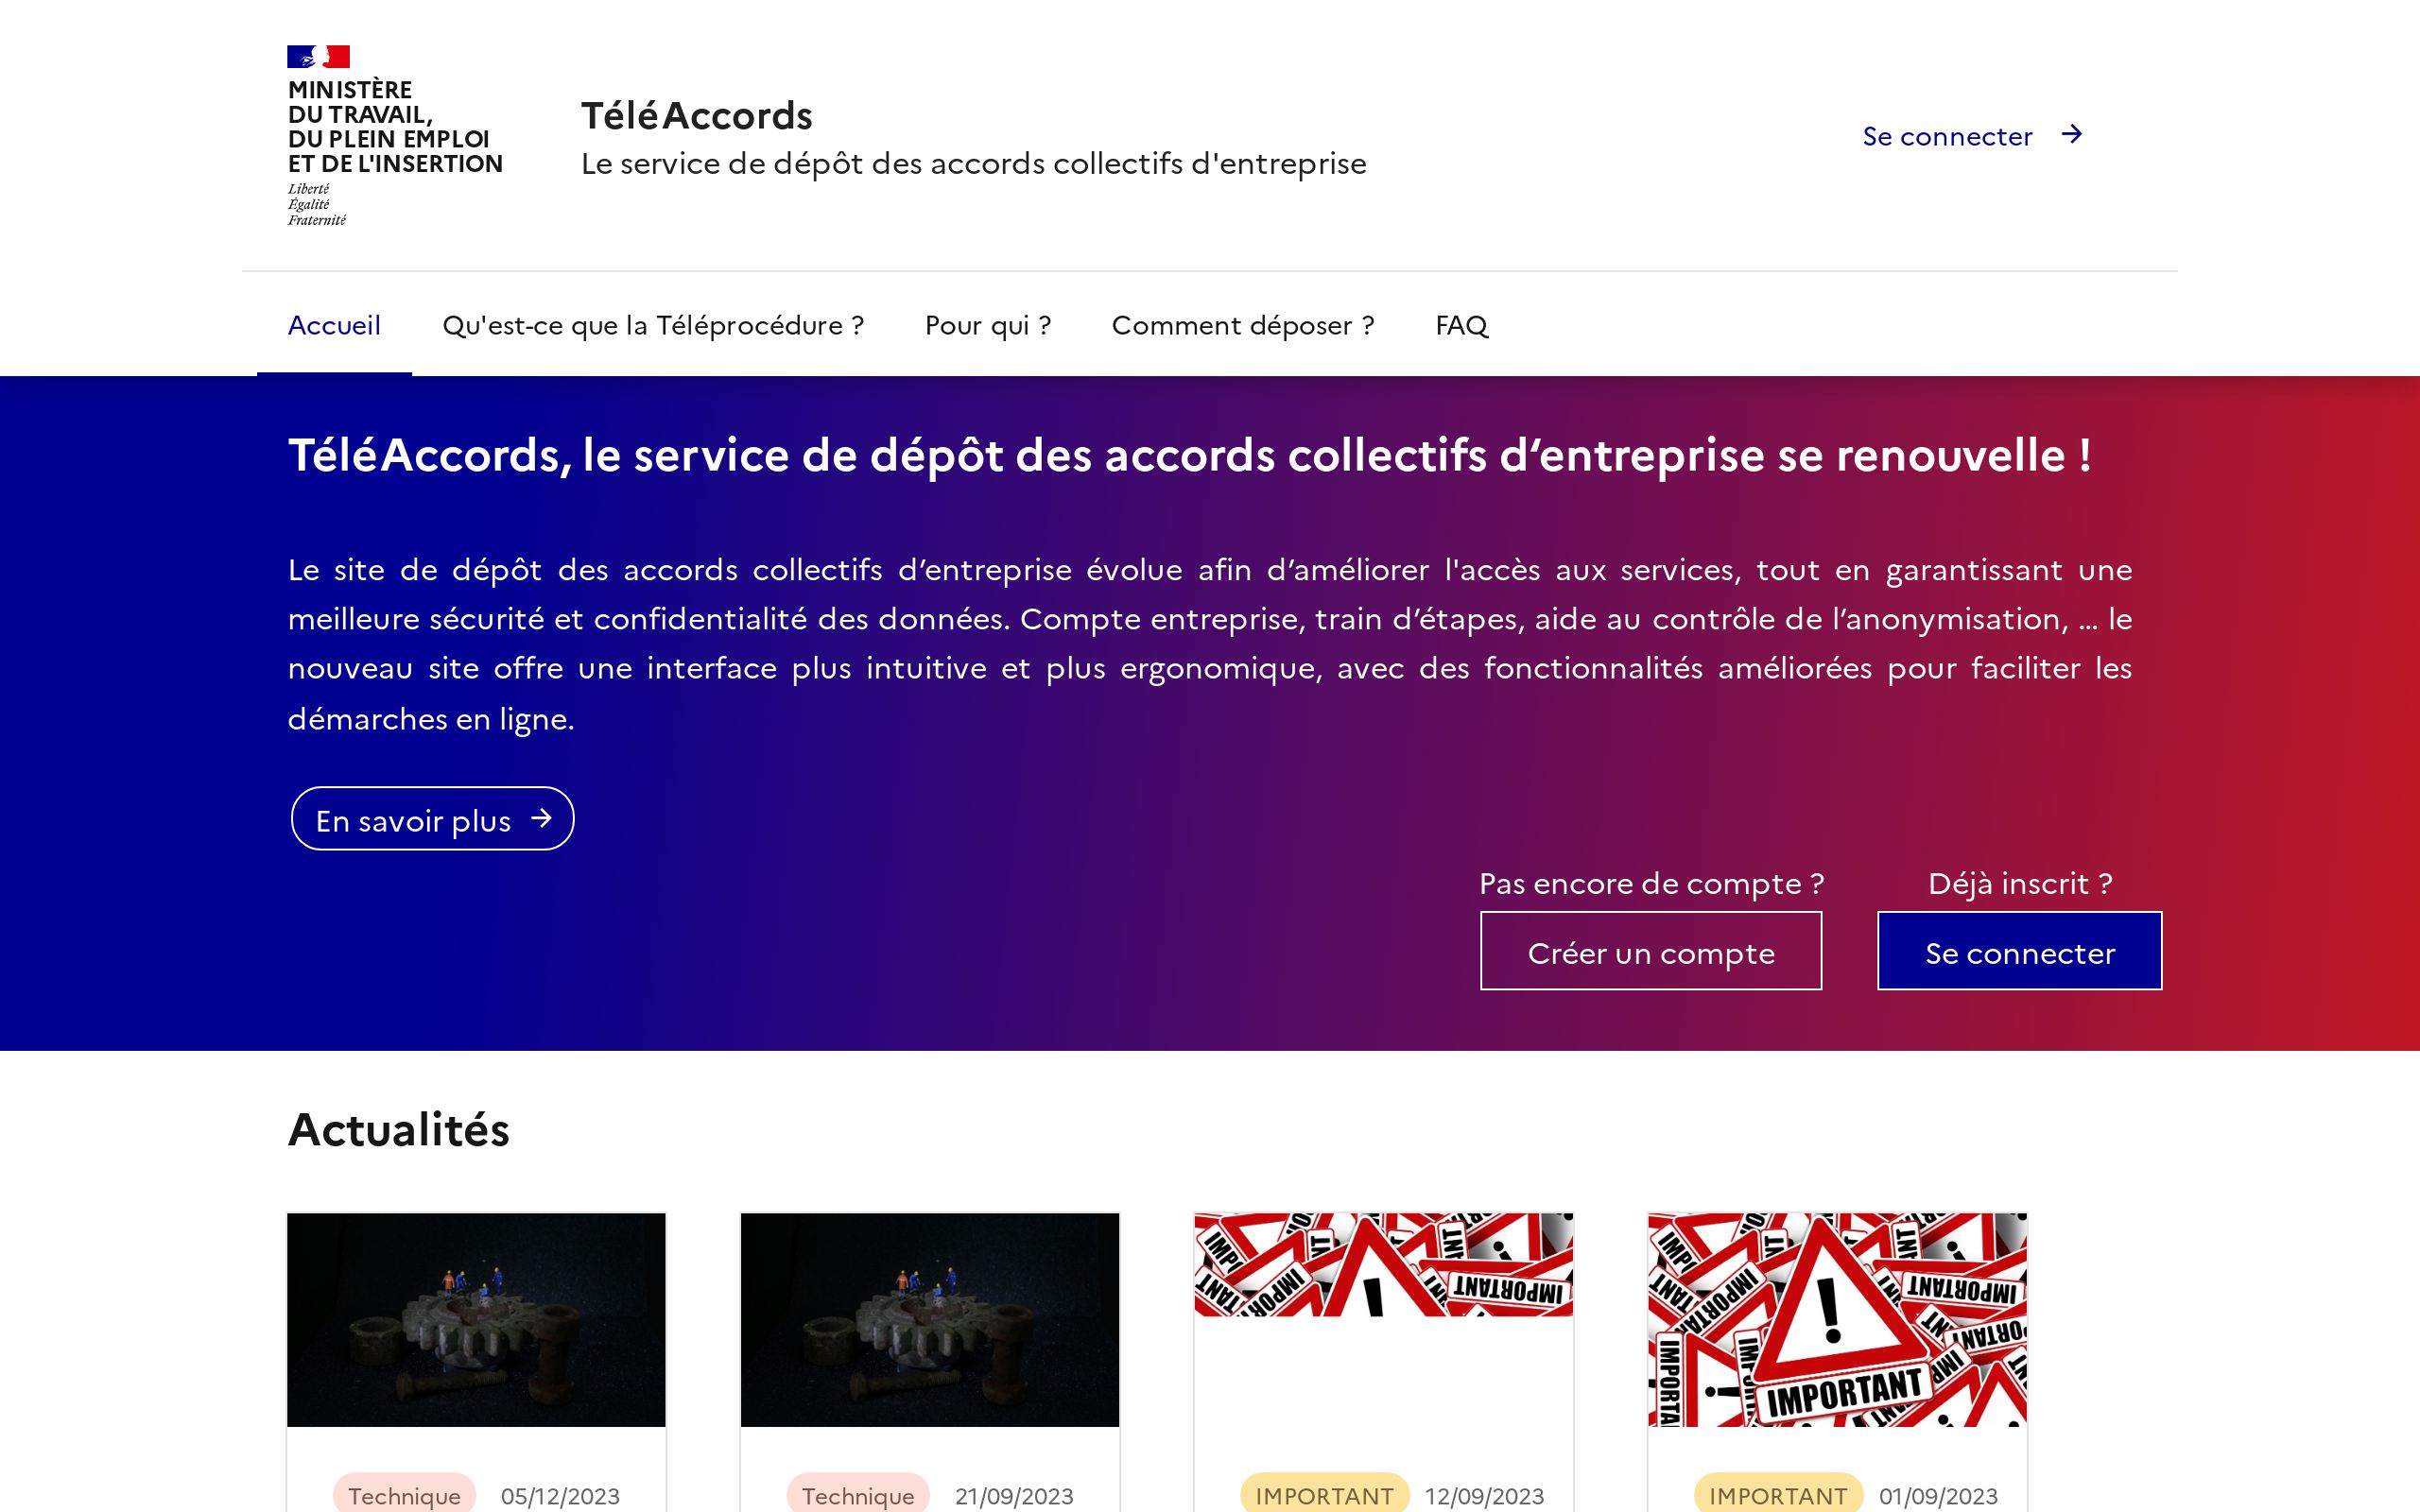 MINISTÈRE
DU TRAVAIL,
DU PLEIN EMPLOI
ET DE L'INSERTION
Liberté
Égalité
Fraternité
TéléAccords
Le service de dépôt des accords collectifs d'entreprise
Se connecter
Accueil Qu'est-ce que la Téléprocédure ? Pour qui ? Comment déposer ? FAQ
TéléAccords, le service de dépôt des accords collectifs d’entreprise se renouvelle !
Le site de dépôt des accords collectifs d’entreprise évolue afin d’améliorer l'accès aux services, tout en garantissant une
meilleure sécurité et confidentialité des données. Compte entreprise, train d’étapes, aide au contrôle de l’anonymisation, ... le
nouveau site offre une interface plus intuitive et plus ergonomique, avec des fonctionnalités améliorées pour faciliter les
démarches en ligne.
En savoir plus
Pas encore de compte ? Déjà inscrit ?
Créer un compte Se connecter
Actualités
IMPORTANT
IMPORTANT
IMPORTANT
Technique 05/12/2023 Technique 21/09/2023 IMPORTANT 12/09/2023 IMPORTANT 01/09/2023